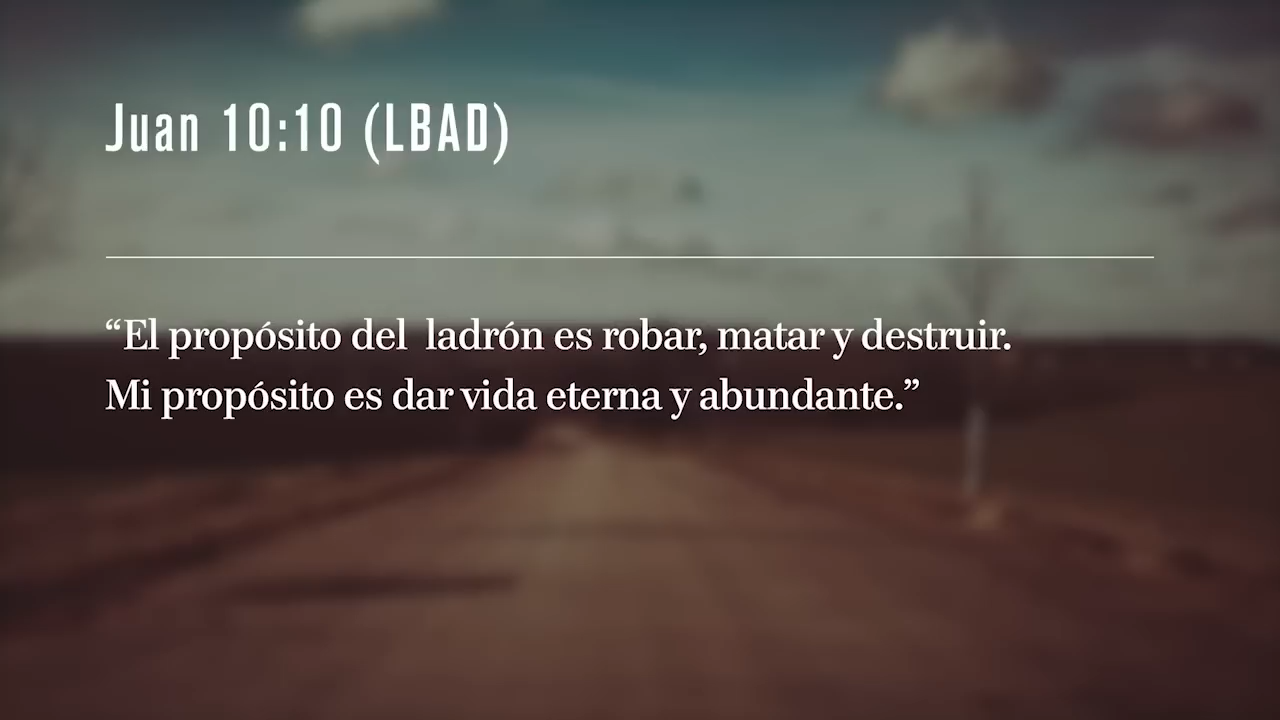 Juan 10:10 (LBAD)
“El propósito del ladrón es robar, matar y destruir.
Mi propósito es dar vida eterna y abundante.”